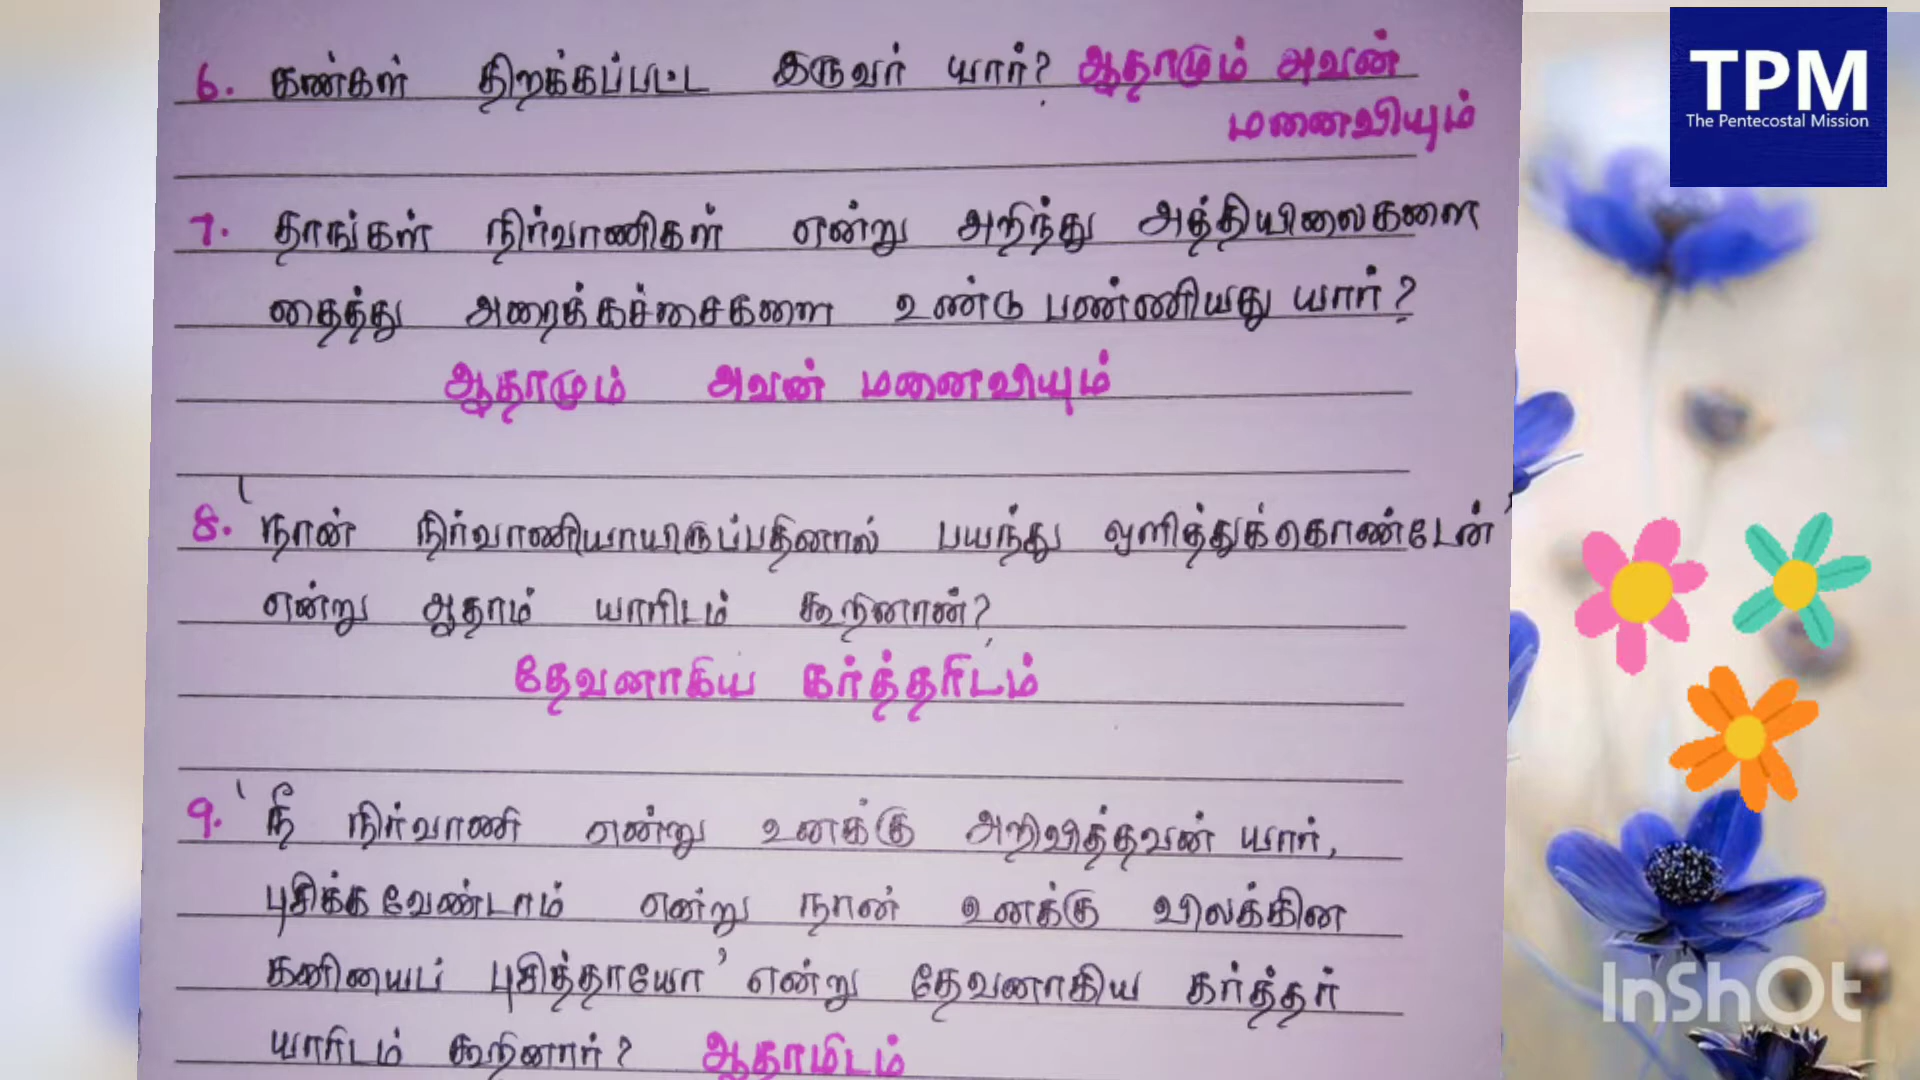 6. கண்கள் திறக்கப்பட்ட இருவர் யார்? ஆதாமும் அவன்
மனைவியும்
7. தாங்கள் நிர்வாணிகள் என்று அறிந்து அத்தியிலைகளை
தைத்து அரைக்கச்சைகளை உண்டு பண்ணியது யார்?
ஆதாமும் அவன் மனைவியும்
8. 'நான் நிர்வாணியாயிருப்பதினால் பயந்து ஒளித்துக்கொண்டேன்'
என்று ஆதாம் யாரிடம் கூறினான்?
தேவனாகிய கர்த்தரிடம்
9. 'நீ நிர்வாணி என்று உனக்கு அறிவித்தவன் யார்,
புசிக்கவேண்டாம் என்று நான் உனக்கு விலக்கின
கனியைப் புசித்தாயோ' என்று தேவனாகிய கர்த்தர்
யாரிடம் கூறினார்? ஆதாமிடம்
TPM
The Pentecostal Mission
InShOt